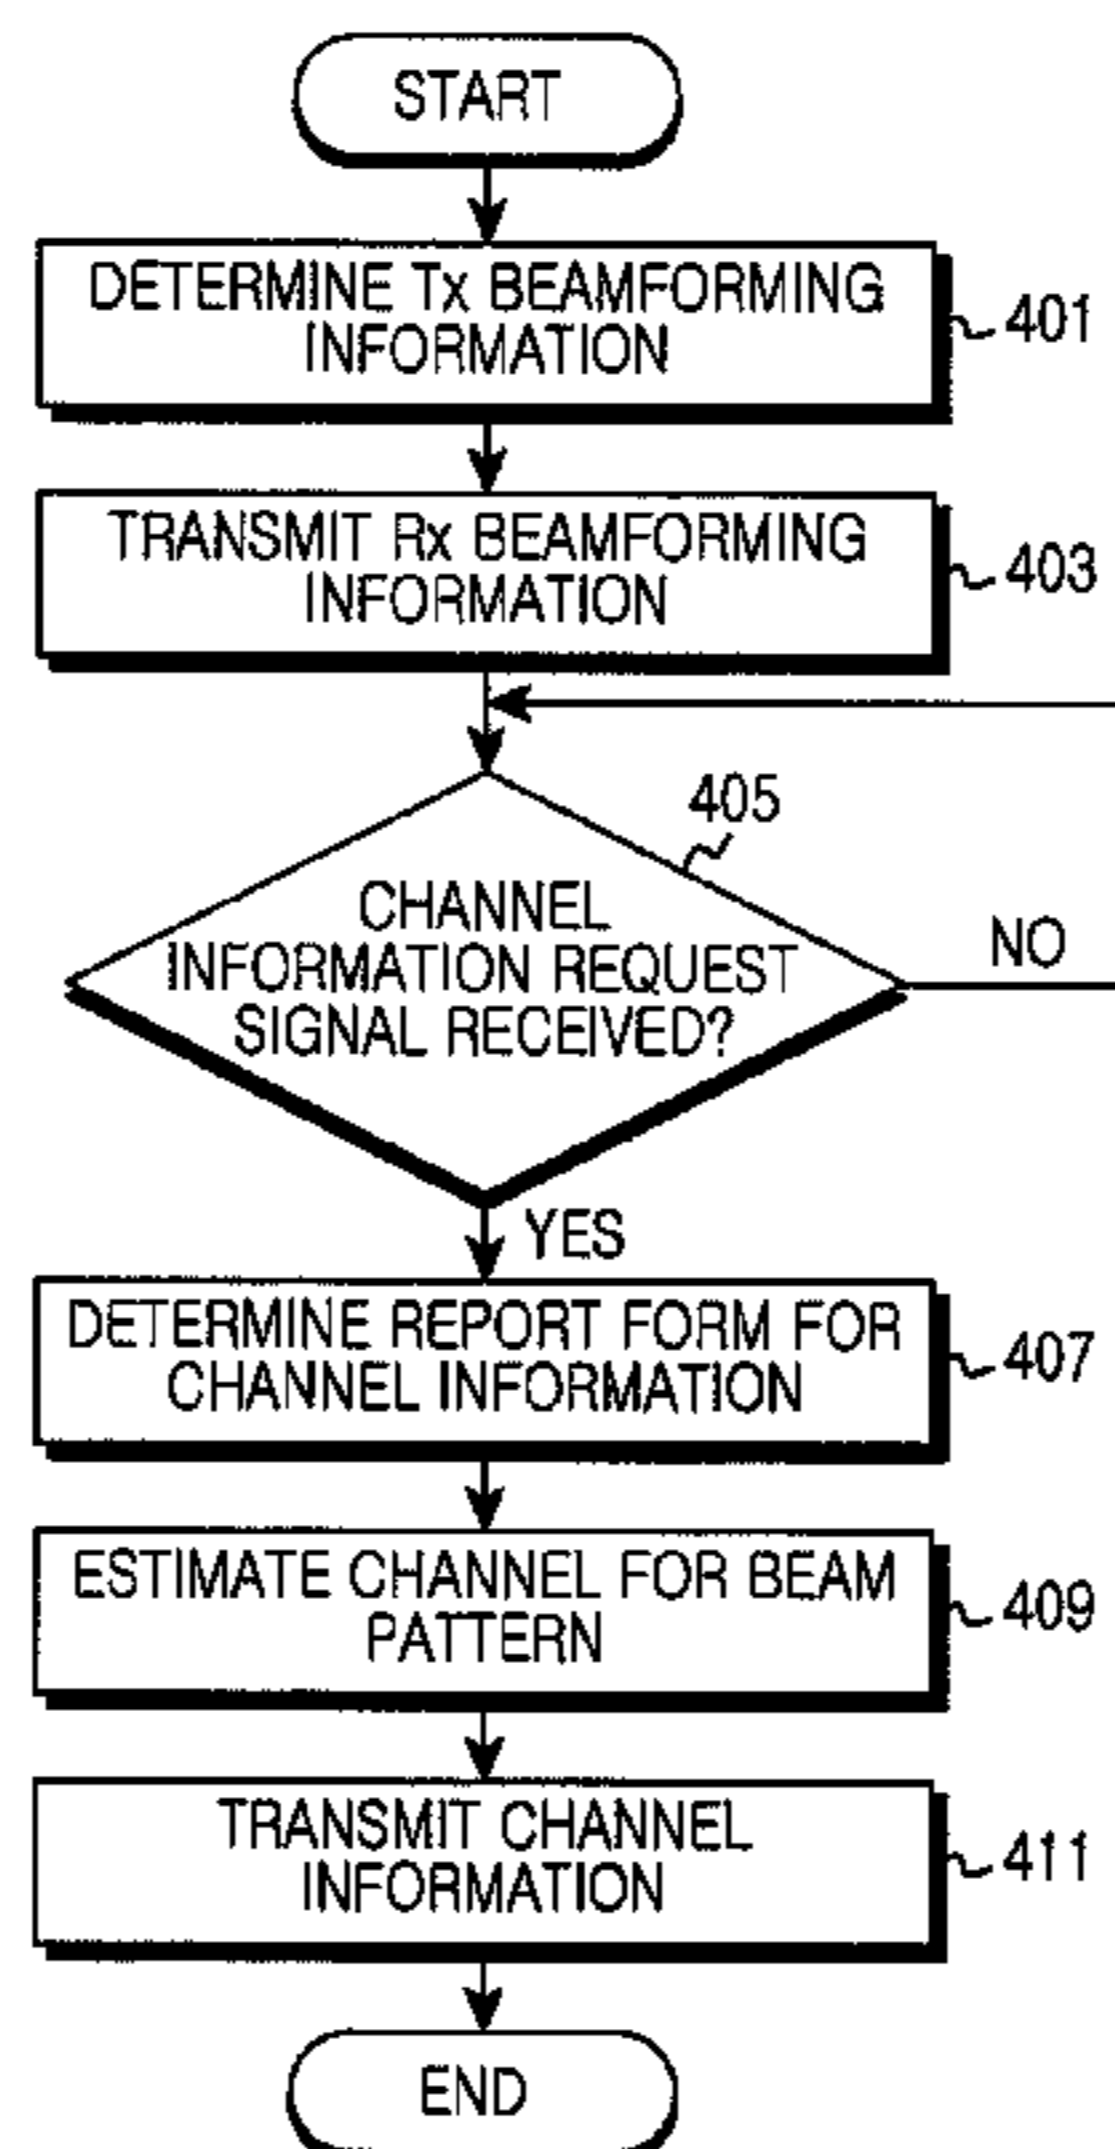 START
DETERMINE Tx BEAMFORMING
INFORMATION
401
TRANSMIT Rx BEAMFORMING
INFORMATION
403
405
CHANNEL
INFORMATION REQUEST
SIGNAL RECEIVED?
NO
YES
DETERMINE REPORT FORM FOR
CHANNEL INFORMATION
407
ESTIMATE CHANNEL FOR BEAM
PATTERN
409
TRANSMIT CHANNEL
INFORMATION
411
END